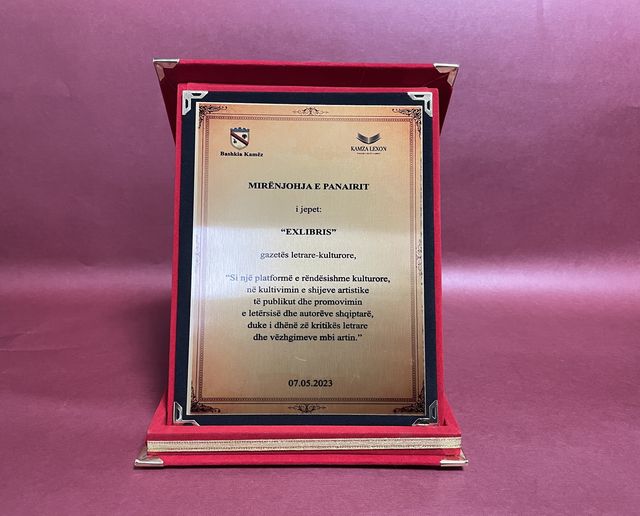 Bashkia Kamëz
KAMZA LEXON
MIRËNJOHJA E PANAIRIT
i jepet:
“EXLIBRIS”
gazetës letrare-kulturore,
“Si një platformë e rëndësishme kulturore,
në kultivimin e shijeve artistike
të publikut dhe promovimin
e letërsisë dhe autorëve shqiptarë,
duke i dhënë zë kritikës letrare
dhe vëzhgimeve mbi artin.”
07.05.2023